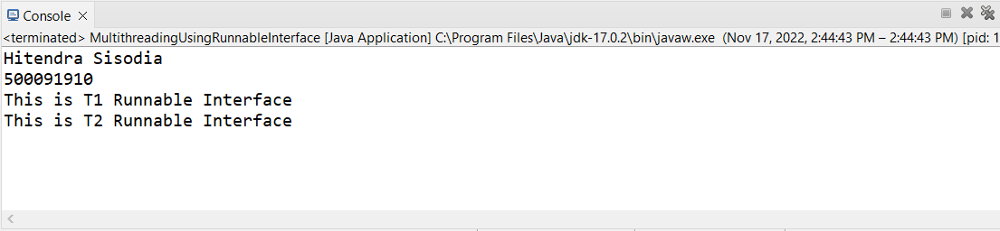 Console
<terminated> MultithreadingUsingRunnableInterface [Java Application] C:\Program Files\Java\jdk-17.0.2\bin\javaw.exe (Nov 17, 2022, 2:44:43 PM – 2:44:43 PM) [pid: 1
Hitendra Sisodia
500091910
This is T1 Runnable Interface
This is T2 Runnable Interface